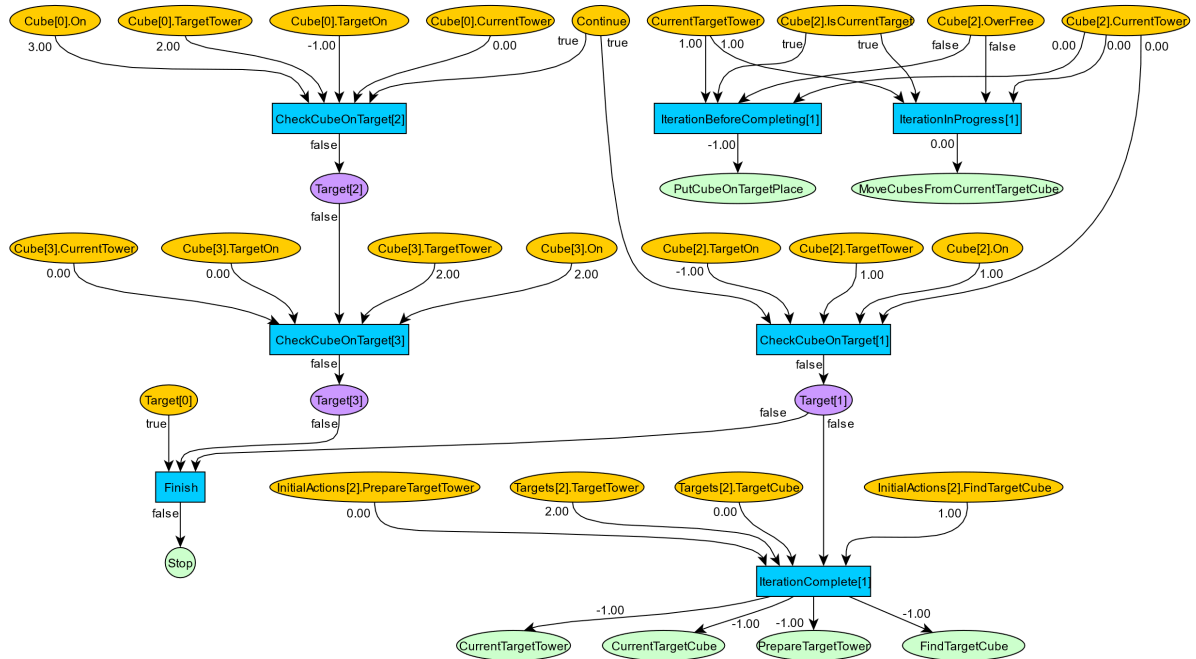 Cube[0].On
Cube[0].TargetTower
Cube[0].TargetOn
Cube[0].CurrentTower
Continue
CurrentTargetTower
Cube[2].IsCurrentTarget
Cube[2].OverFree
Cube[2].CurrentTower
3.00
2.00
-1.00
0.00
true
true
1.00
1.00
true
true
false
false
0.00
0.00
0.00
CheckCubeOnTarget[2]
IterationBeforeCompleting[1]
IterationInProgress[1]
false
-1.00
0.00
Target[2]
PutCubeOnTargetPlace
MoveCubesFromCurrentTargetCube
false
Cube[3].CurrentTower
Cube[3].TargetOn
Cube[3].TargetTower
Cube[3].On
Cube[2].TargetOn
Cube[2].TargetTower
Cube[2].On
0.00
0.00
2.00
2.00
-1.00
1.00
1.00
CheckCubeOnTarget[3]
CheckCubeOnTarget[1]
false
false
Target[0]
Target[3]
Target[1]
true
false
false
false
Finish
InitialActions[2].PrepareTargetTower
Targets[2].TargetTower
Targets[2].TargetCube
InitialActions[2].FindTargetCube
false
0.00
2.00
0.00
1.00
Stop
IterationComplete[1]
-1.00
-1.00
-1.00
-1.00
CurrentTargetTower
CurrentTargetCube
PrepareTargetTower
FindTargetCube